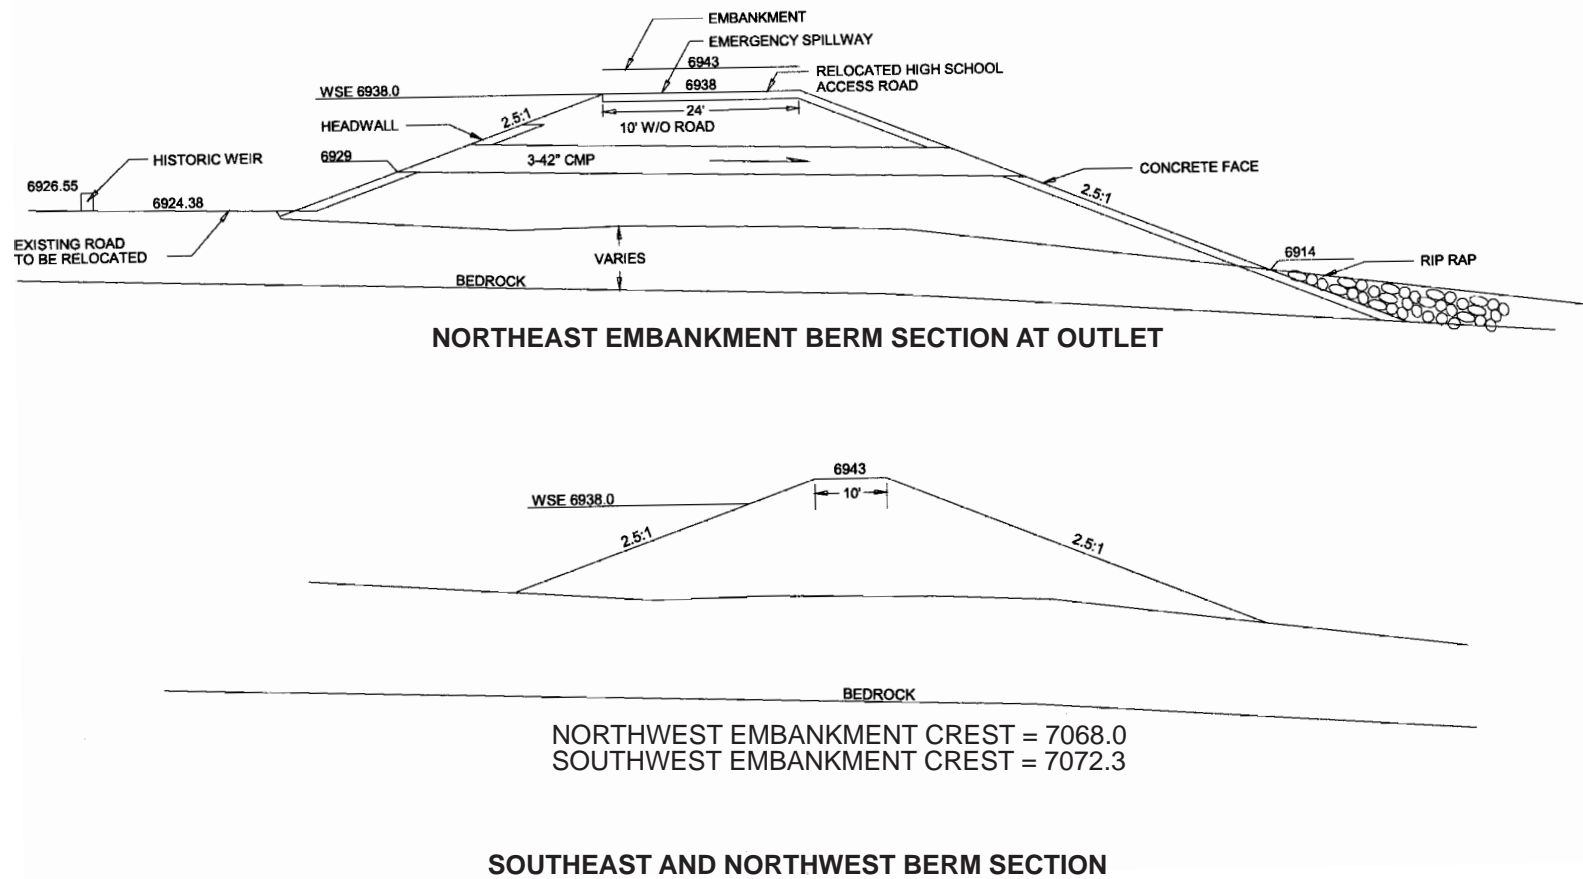 EMBANKMENT
EMERGENCY SPILLWAY
6943
RELOCATED HIGH SCHOOL
ACCESS ROAD
6938
WSE 6938.0
24'
2.5:1
HEADWALL
10' W/O ROAD
HISTORIC WEIR
6929
3-42" CMP
CONCRETE FACE
6926.55
2.5:1
6924.38
EXISTING ROAD
TO BE RELOCATED
VARIES
6914
RIP RAP
BEDROCK
NORTHEAST EMBANKMENT BERM SECTION AT OUTLET
6943
10'
WSE 6938.0
2.5:1
2.5:1
BEDROCK
NORTHWEST EMBANKMENT CREST = 7068.0
SOUTHWEST EMBANKMENT CREST = 7072.3
SOUTHEAST AND NORTHWEST BERM SECTION